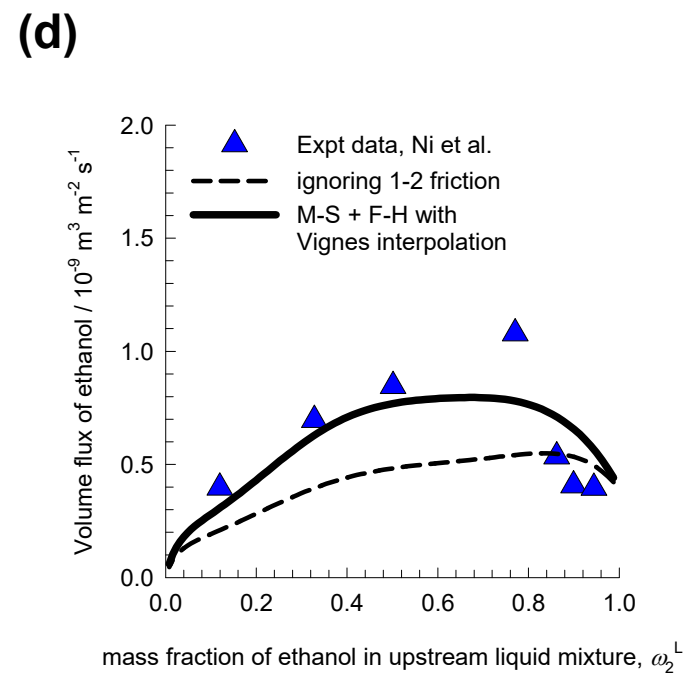 (d)
Volume flux of ethanol / 10⁻⁹ m³ m⁻² s⁻¹
2.0
1.5
1.0
0.5
0.0
Expt data, Ni et al.
ignoring 1-2 friction
M-S + F-H with
Vignes interpolation
0.0 0.2 0.4 0.6 0.8 1.0
mass fraction of ethanol in upstream liquid mixture, ω₂ᴸ